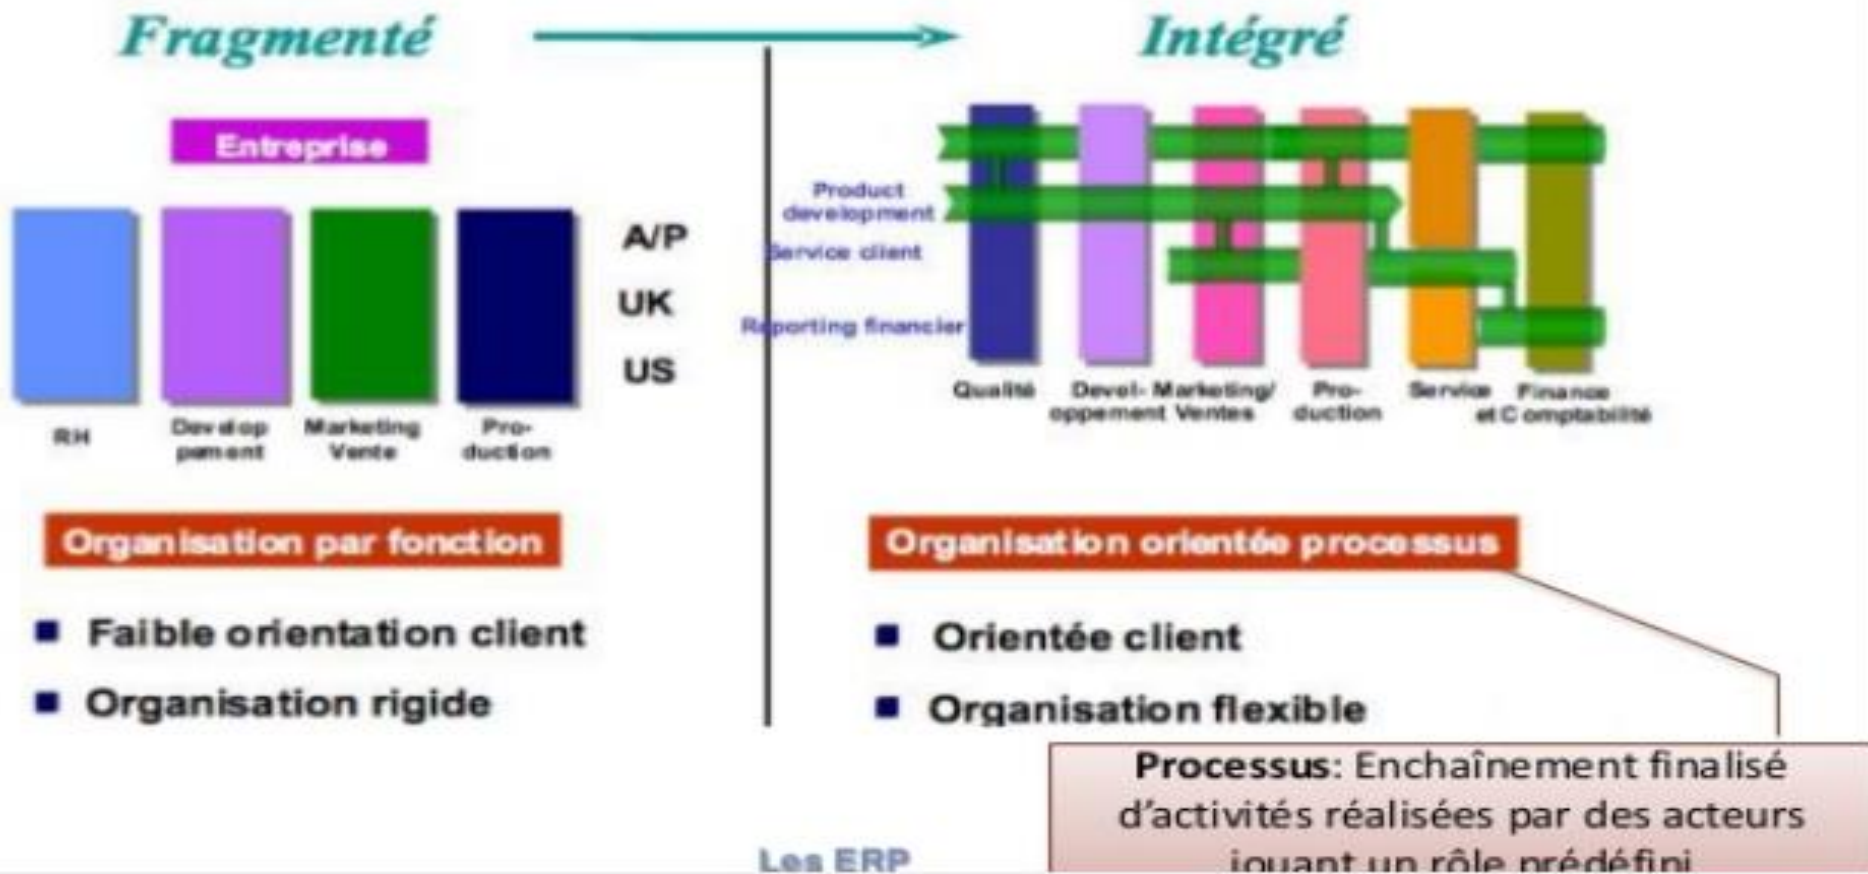 Fragmenté
Intégré
Entreprise
A/P
UK
US
RH
Develop
pement
Marketing
Vente
Pro-
duction
Product
development
Service client
Reporting financier
Qualité
Devel-
oppement
Marketing/
Ventes
Pro-
duction
Service
Finance
et Comptabilité
Organisation par fonction
Faible orientation client
Organisation rigide
Organisation orientée processus
Orientée client
Organisation flexible
Processus: Enchaînement finalisé
d’activités réalisées par des acteurs
jouant un rôle prédéfini
Les ERP